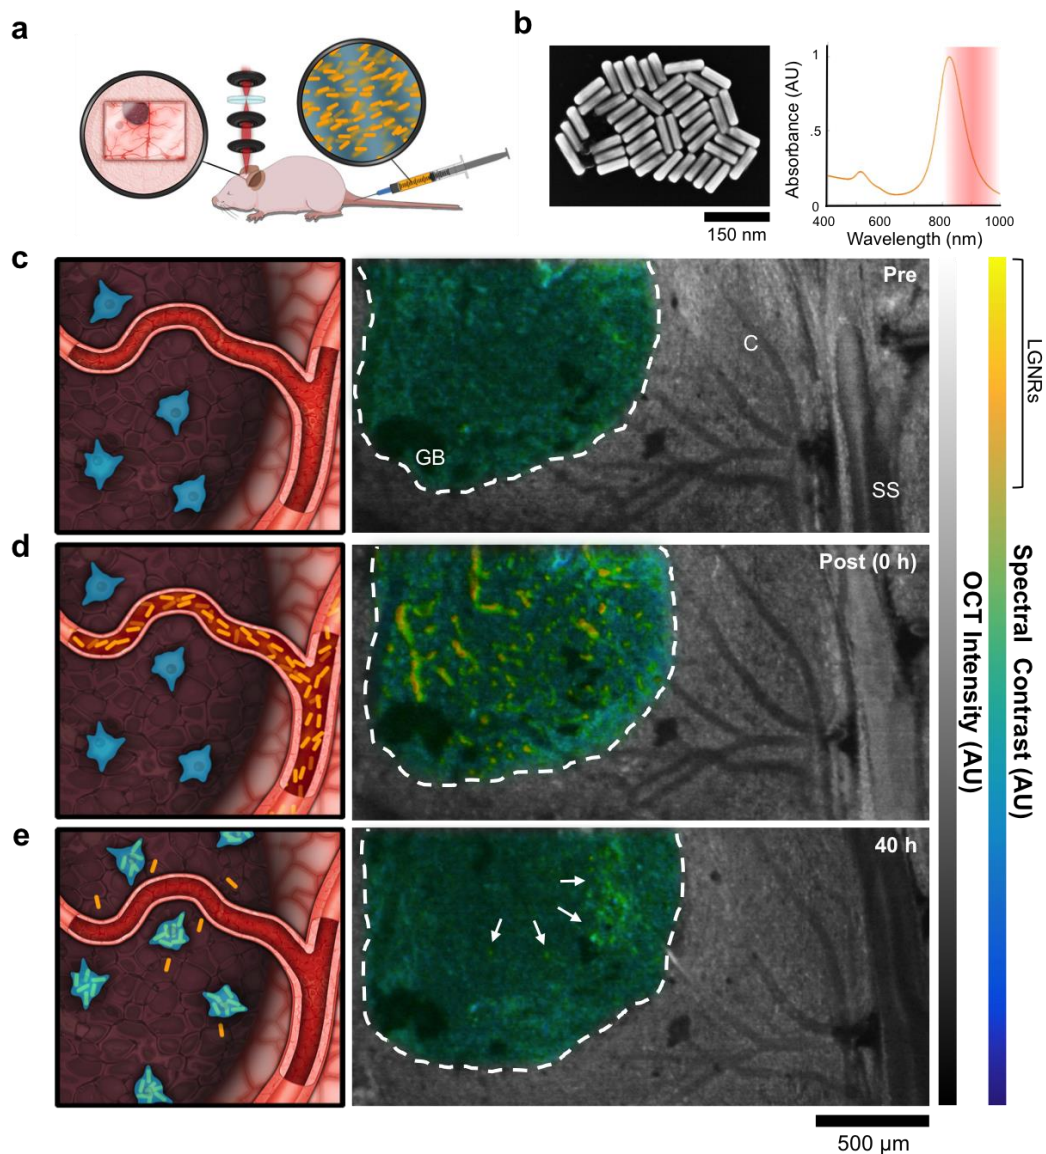 a
b
150 nm
Absorbance (AU)
1
.5
0
400
600
800
1000
Wavelength (nm)
c
Pre
C
GB
SS
LGNRs
d
Post (0 h)
OCT Intensity (AU)
Spectral Contrast (AU)
e
40 h
500 µm